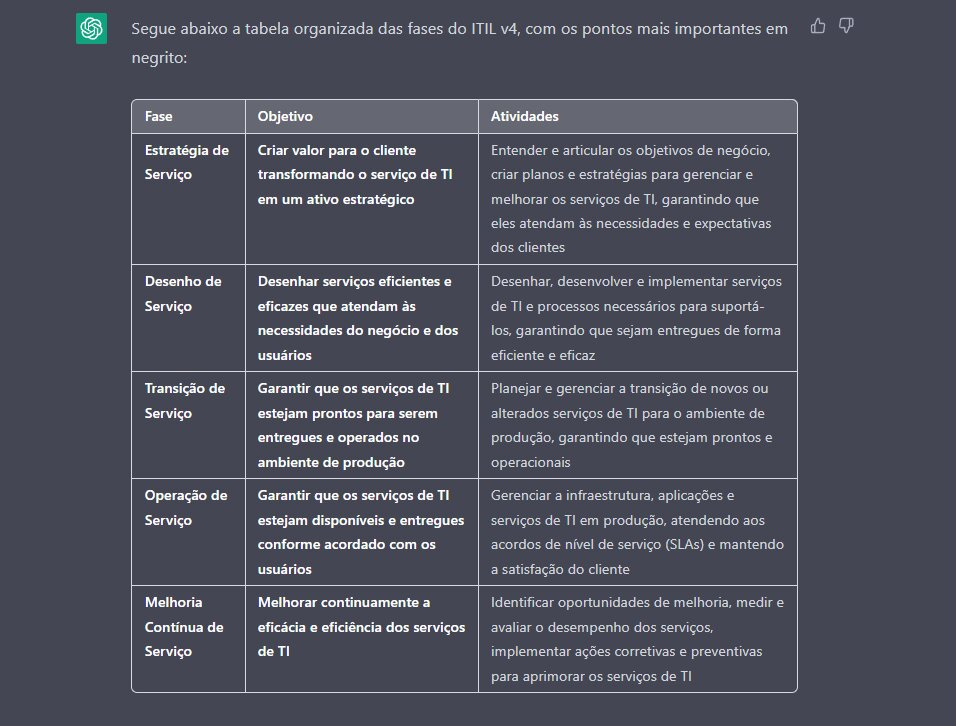 Segue abaixo a tabela organizada das fases do ITIL v4, com os pontos mais importantes em
negrito:
Fase Objetivo Atividades
Estratégia de Criar valor para o cliente Entender e articular os objetivos de negócio,
Serviço transformando o serviço de TI criar planos e estratégias para gerenciar e
em um ativo estratégico melhorar os serviços de TI, garantindo que
eles atendam às necessidades e expectativas
dos clientes
Desenho de Desenhar serviços eficientes e Desenhar, desenvolver e implementar serviços
Serviço eficazes que atendam às de TI e processos necessários para suportá-
necessidades do negócio e dos los, garantindo que sejam entregues de forma
usuários eficiente e eficaz
Transição de Garantir que os serviços de TI Planejar e gerenciar a transição de novos ou
Serviço estejam prontos para serem alterados serviços de TI para o ambiente de
entregues e operados no produção, garantindo que estejam prontos e
ambiente de produção operacionais
Operação de Garantir que os serviços de TI Gerenciar a infraestrutura, aplicações e
Serviço estejam disponíveis e entregues serviços de TI em produção, atendendo aos
conforme acordado com os acordos de nível de serviço (SLAs) e mantendo
usuários a satisfação do cliente
Melhoria Melhorar continuamente a Identificar oportunidades de melhoria, medir e
Contínua de eficácia e eficiência dos serviços avaliar o desempenho dos serviços,
Serviço de TI implementar ações corretivas e preventivas
para aprimorar os serviços de TI